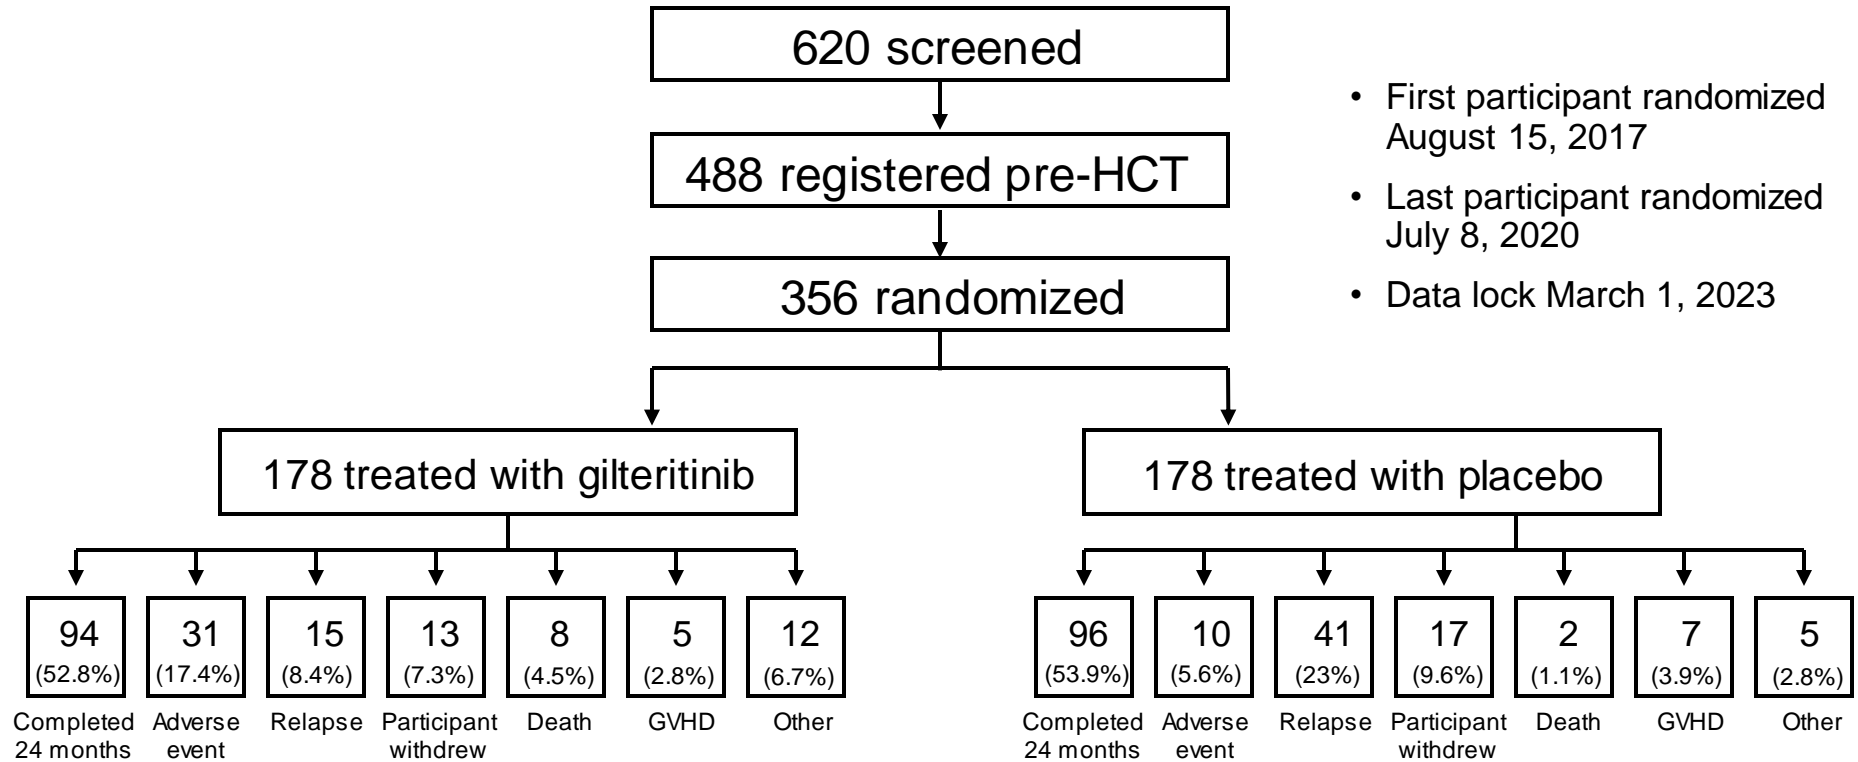 620 screened
488 registered pre-HCT
356 randomized
• First participant randomized
August 15, 2017
• Last participant randomized
July 8, 2020
• Data lock March 1, 2023
178 treated with gilteritinib
94
(52.8%)
Completed
24 months
31
(17.4%)
Adverse
event
15
(8.4%)
Relapse
13
(7.3%)
Participant
withdrew
8
(4.5%)
Death
5
(2.8%)
GVHD
12
(6.7%)
Other
178 treated with placebo
96
(53.9%)
Completed
24 months
10
(5.6%)
Adverse
event
41
(23%)
Relapse
17
(9.6%)
Participant
withdrew
2
(1.1%)
Death
7
(3.9%)
GVHD
5
(2.8%)
Other